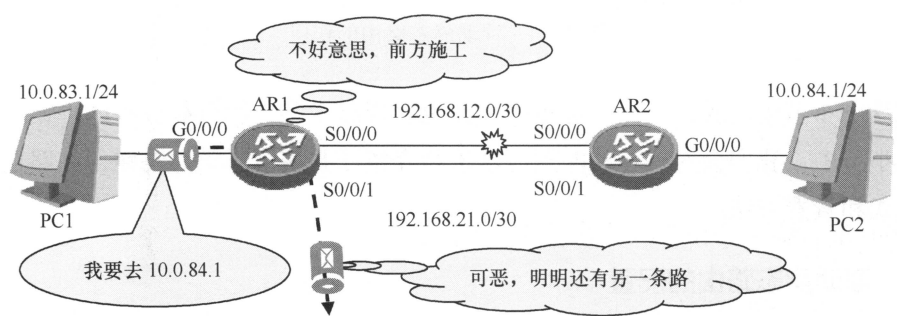 不好意思，前方施工
10.0.83.1/24
AR1
192.168.12.0/30
AR2
10.0.84.1/24
G0/0/0
S0/0/0
S0/0/0
G0/0/0
S0/0/1
S0/0/1
PC1
192.168.21.0/30
PC2
我要去 10.0.84.1
可恶，明明还有另一条路